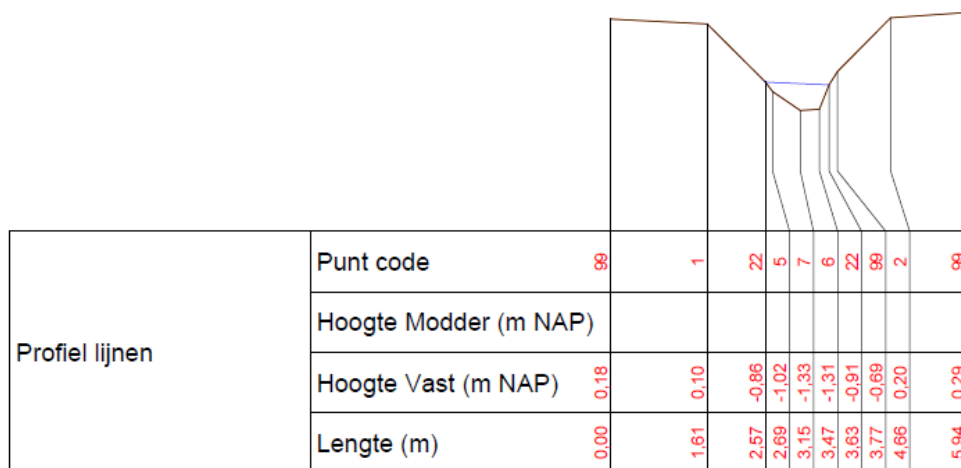 Profiel lijnen
Punt code 99 1 22 5 7 6 22 99 2 99
Hoogte Modder (m NAP)
Hoogte Vast (m NAP) 0,18 0,10 -0,86 -1,02 -1,33 -1,31 -0,91 -0,69 0,20 0,29
Lengte (m) 0,00 1,61 2,57 2,69 3,15 3,47 3,63 3,77 4,66 5,94